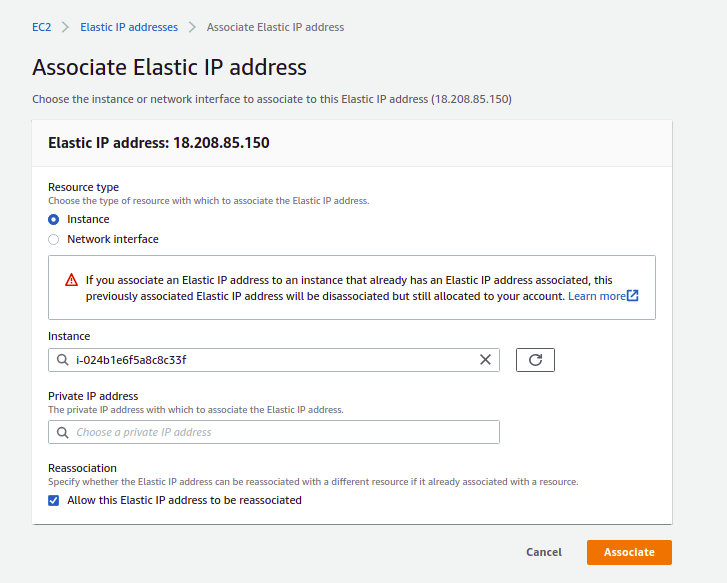 EC2 > Elastic IP addresses > Associate Elastic IP address
Associate Elastic IP address
Choose the instance or network interface to associate to this Elastic IP address (18.208.85.150)
Elastic IP address: 18.208.85.150
Resource type
Choose the type of resource with which to associate the Elastic IP address.
Instance
Network interface
If you associate an Elastic IP address to an instance that already has an Elastic IP address associated, this
previously associated Elastic IP address will be disassociated but still allocated to your account. Learn more
Instance
i-024b1e6f5a8c8c33f
Private IP address
The private IP address with which to associate the Elastic IP address.
Choose a private IP address
Reassociation
Specify whether the Elastic IP address can be reassociated with a different resource if it already associated with a resource.
Allow this Elastic IP address to be reassociated
Cancel Associate